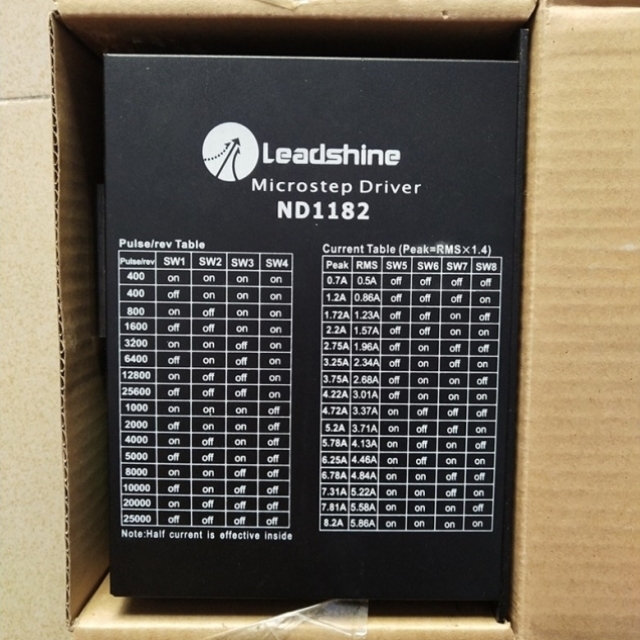 Leadshine
Microstep Driver
ND1182
Pulse/rev Table
Pulse/rev SW1 SW2 SW3 SW4
400 on on on on
400 off on on on
800 on off on on
1600 off off on on
3200 on on off on
6400 off on off on
12800 on off off on
25600 off off off on
1000 on on on off
2000 off on on off
4000 on off on off
5000 off off on off
8000 on on off off
10000 off on off off
20000 on off off off
25000 off off off off
Note:Half current is effective inside
Current Table (Peak=RMS×1.4)
Peak RMS SW5 SW6 SW7 SW8
0.7A 0.5A off off off off
1.2A 0.86A off off off on
1.72A 1.23A off off on off
2.2A 1.57A off off on on
2.75A 1.96A off on off off
3.25A 2.34A off on off on
3.75A 2.68A off on on off
4.22A 3.01A off on on on
4.72A 3.37A on off off off
5.2A 3.71A on off off on
5.78A 4.13A on off on off
6.25A 4.46A on off on on
6.78A 4.84A on on off off
7.31A 5.22A on on off on
7.81A 5.58A on on on off
8.2A 5.86A on on on on